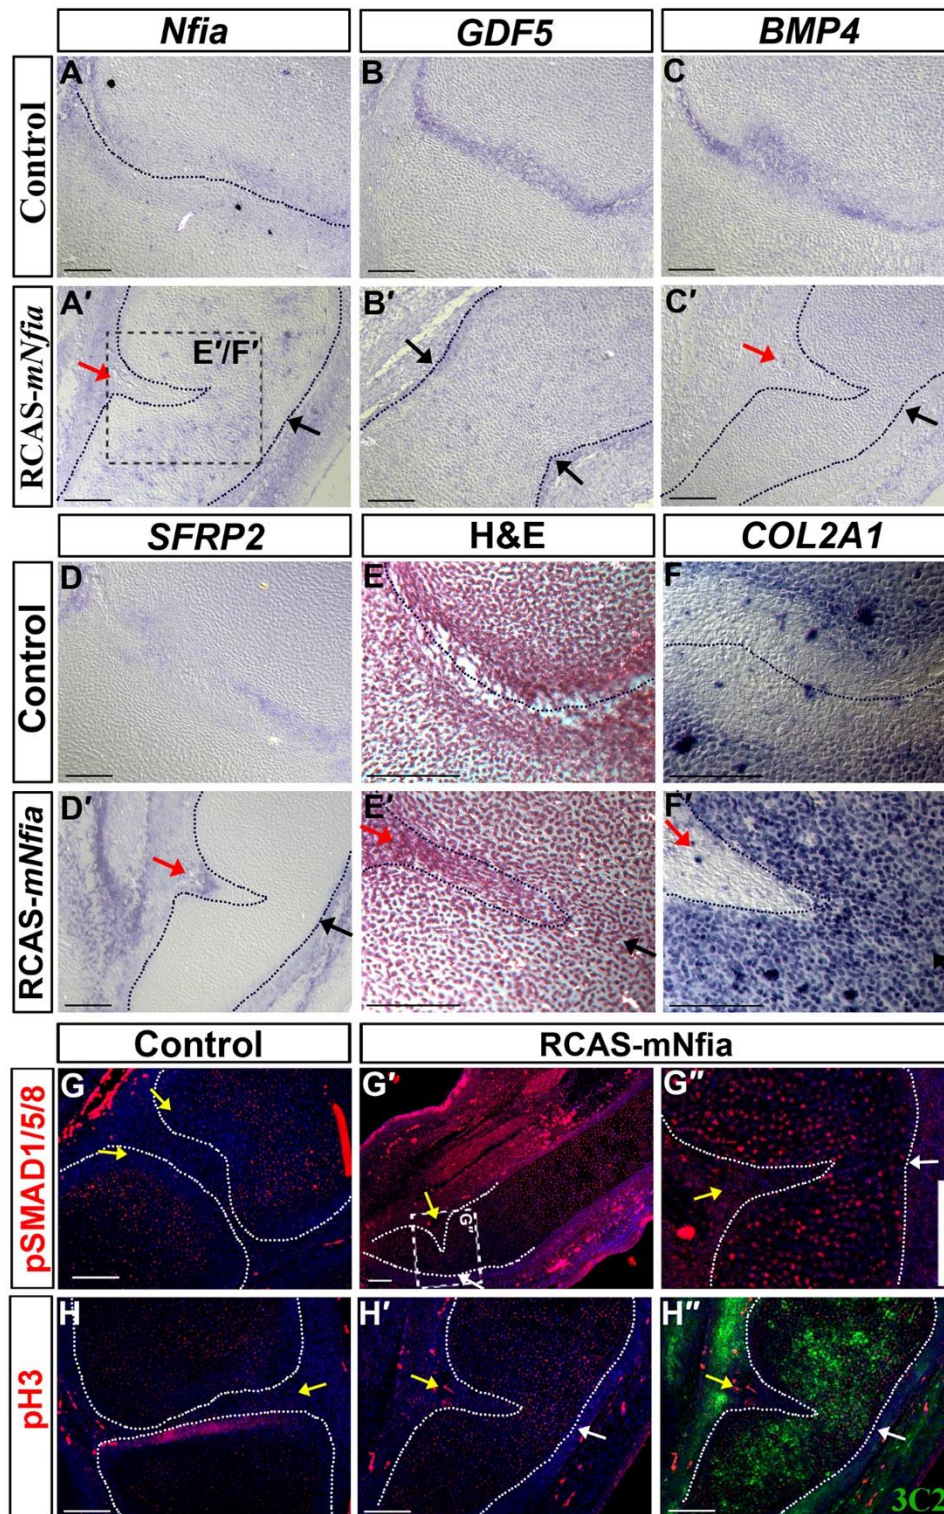 Nfia GDF5 BMP4
Control
A B C
RCAS-mNfia
A' B' C'
E'/F'
SFRP2 H&E COL2A1
Control
D E F
RCAS-mNfia
D' E' F'
Control RCAS-mNfia
pSMAD1/5/8
G G' G"
G"
pH3
H H' H"
3C2